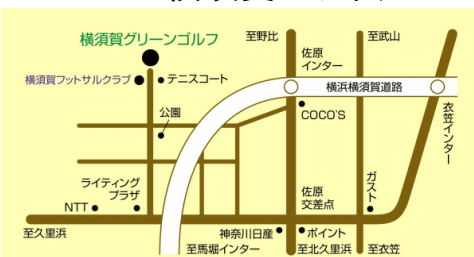 横須賀グリーンゴルフ
至野比
至武山
佐原
インター
横須賀フットサルクラブ
テニスコート
横浜横須賀道路
COCO'S
公園
衣笠インター
ライティング
プラザ
NTT
佐原
交差点
ガスト
至久里浜
神奈川日産
ポイント
至馬堀インター
至北久里浜
至衣笠